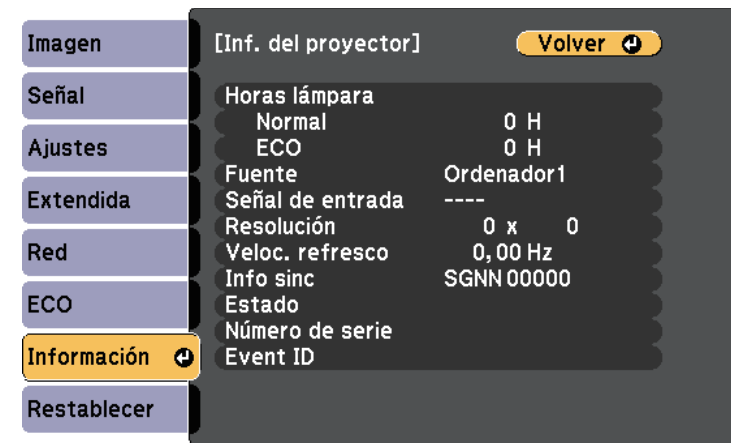 Imagen
Señal
Ajustes
Extendida
Red
ECO
Información
Restablecer
[Inf. del proyector]
Volver
Horas lámpara
Normal 0 H
ECO 0 H
Fuente Ordenador1
Señal de entrada ----
Resolución 0 x 0
Veloc. refresco 0,00 Hz
Info sinc SGNN 00000
Estado
Número de serie
Event ID